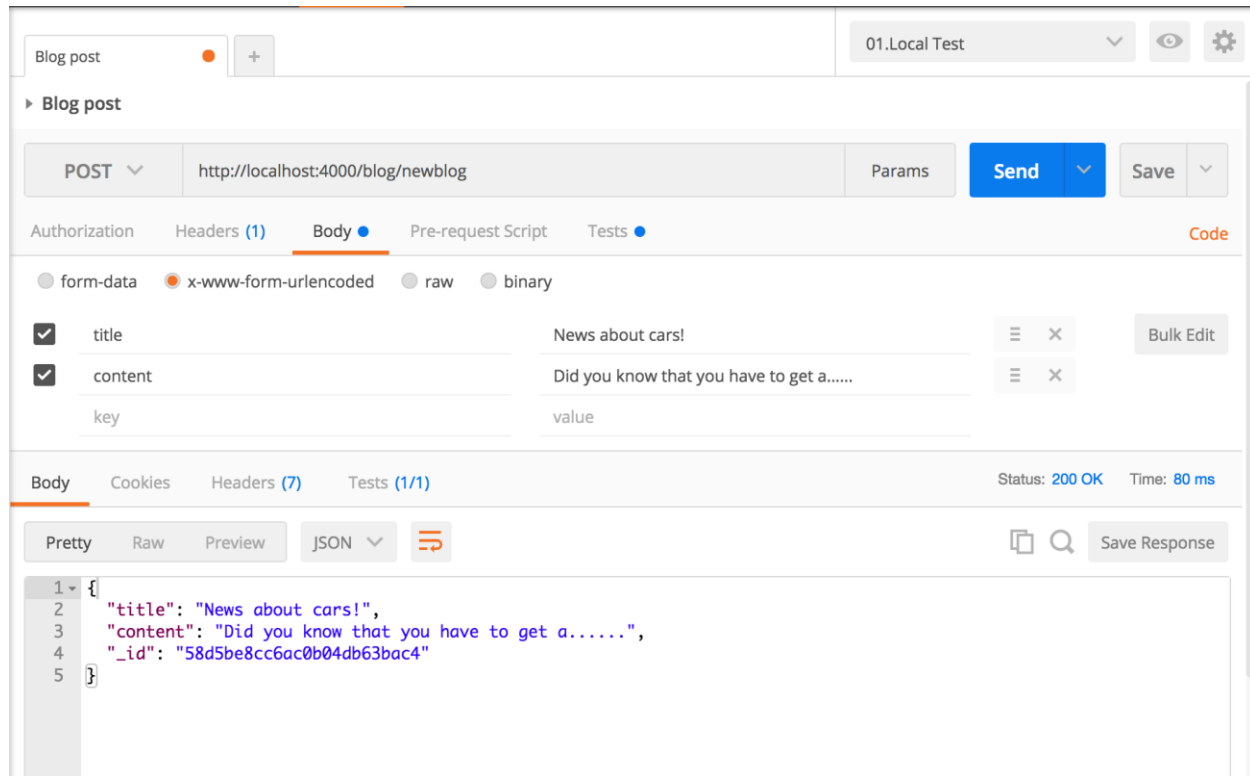 Blog post
+
01.Local Test
Blog post
POST http://localhost:4000/blog/newblog Params Send Save
Authorization Headers (1) Body Pre-request Script Tests Code
form-data x-www-form-urlencoded raw binary
title News about cars! Bulk Edit
content Did you know that you have to get a......
key value
Body Cookies Headers (7) Tests (1/1) Status: 200 OK Time: 80 ms
Pretty Raw Preview JSON Save Response
1 {
2 "title": "News about cars!",
3 "content": "Did you know that you have to get a......",
4 "_id": "58d5be8cc6ac0b04db63bac4"
5 }